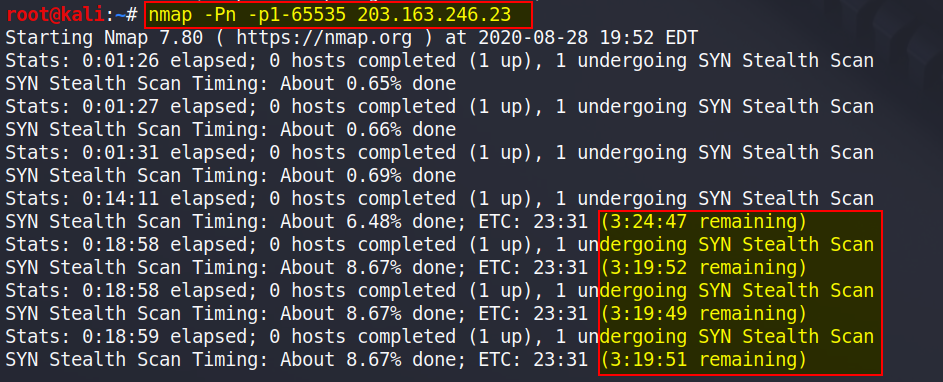 root@kali:~# nmap -Pn -p1-65535 203.163.246.23
Starting Nmap 7.80 ( https://nmap.org ) at 2020-08-28 19:52 EDT
Stats: 0:01:26 elapsed; 0 hosts completed (1 up), 1 undergoing SYN Stealth Scan
SYN Stealth Scan Timing: About 0.65% done
Stats: 0:01:27 elapsed; 0 hosts completed (1 up), 1 undergoing SYN Stealth Scan
SYN Stealth Scan Timing: About 0.66% done
Stats: 0:01:31 elapsed; 0 hosts completed (1 up), 1 undergoing SYN Stealth Scan
SYN Stealth Scan Timing: About 0.69% done
Stats: 0:14:11 elapsed; 0 hosts completed (1 up), 1 undergoing SYN Stealth Scan
SYN Stealth Scan Timing: About 6.48% done; ETC: 23:31 (3:24:47 remaining)
Stats: 0:18:58 elapsed; 0 hosts completed (1 up), 1 undergoing SYN Stealth Scan
SYN Stealth Scan Timing: About 8.67% done; ETC: 23:31 (3:19:52 remaining)
Stats: 0:18:58 elapsed; 0 hosts completed (1 up), 1 undergoing SYN Stealth Scan
SYN Stealth Scan Timing: About 8.67% done; ETC: 23:31 (3:19:49 remaining)
Stats: 0:18:59 elapsed; 0 hosts completed (1 up), 1 undergoing SYN Stealth Scan
SYN Stealth Scan Timing: About 8.67% done; ETC: 23:31 (3:19:51 remaining)